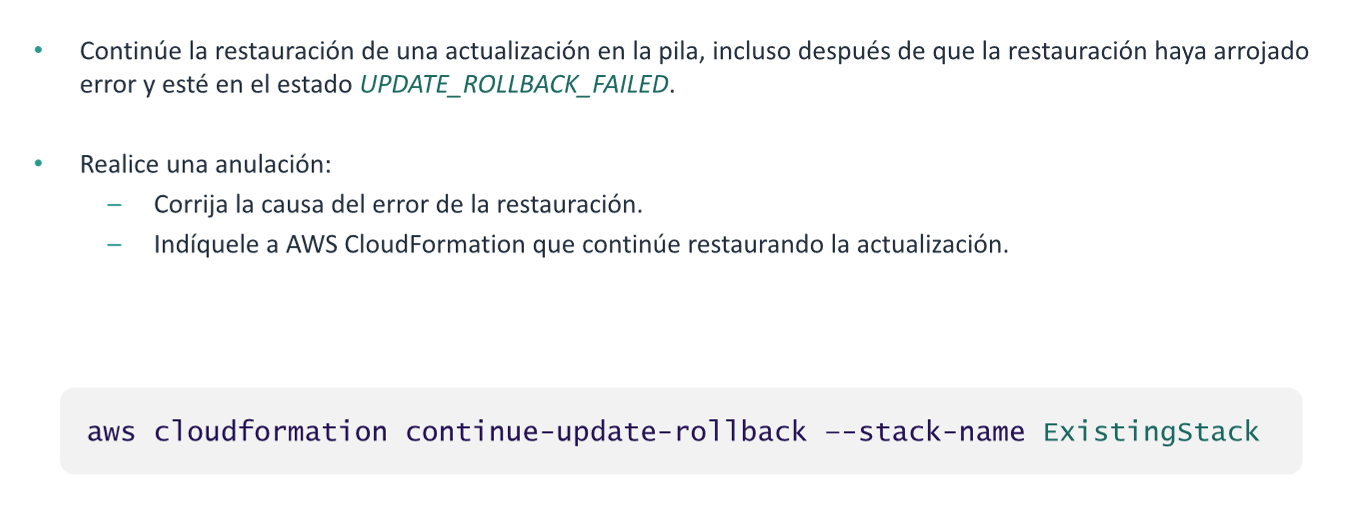 • Continúe la restauración de una actualización en la pila, incluso después de que la restauración haya arrojado
error y esté en el estado UPDATE_ROLLBACK_FAILED.
• Realice una anulación:
– Corrija la causa del error de la restauración.
– Indíquele a AWS CloudFormation que continúe restaurando la actualización.
aws cloudformation continue-update-rollback --stack-name ExistingStack